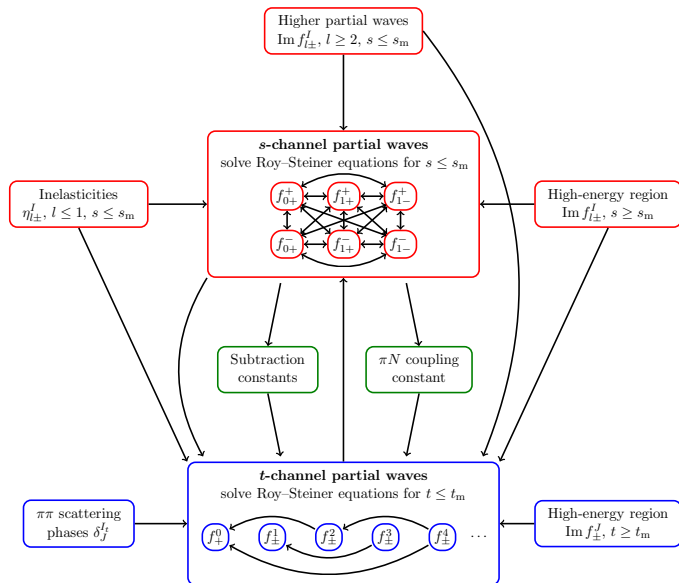 Higher partial waves
Im f^I_{l±}, l ≥ 2, s ≤ s_m
s-channel partial waves
solve Roy–Steiner equations for s ≤ s_m
f^+_{0+} f^+_{1+} f^+_{1−}
f^−_{0+} f^−_{1+} f^−_{1−}
Inelasticities
η^I_{l±}, l ≤ 1, s ≤ s_m
High-energy region
Im f^I_{l±}, s ≥ s_m
Subtraction
constants
πN coupling
constant
t-channel partial waves
solve Roy–Steiner equations for t ≤ t_m
f^0_+ f^1_± f^2_± f^3_± f^4_± ⋯
ππ scattering
phases δ^{I_t}_J
High-energy region
Im f^J_±, t ≥ t_m